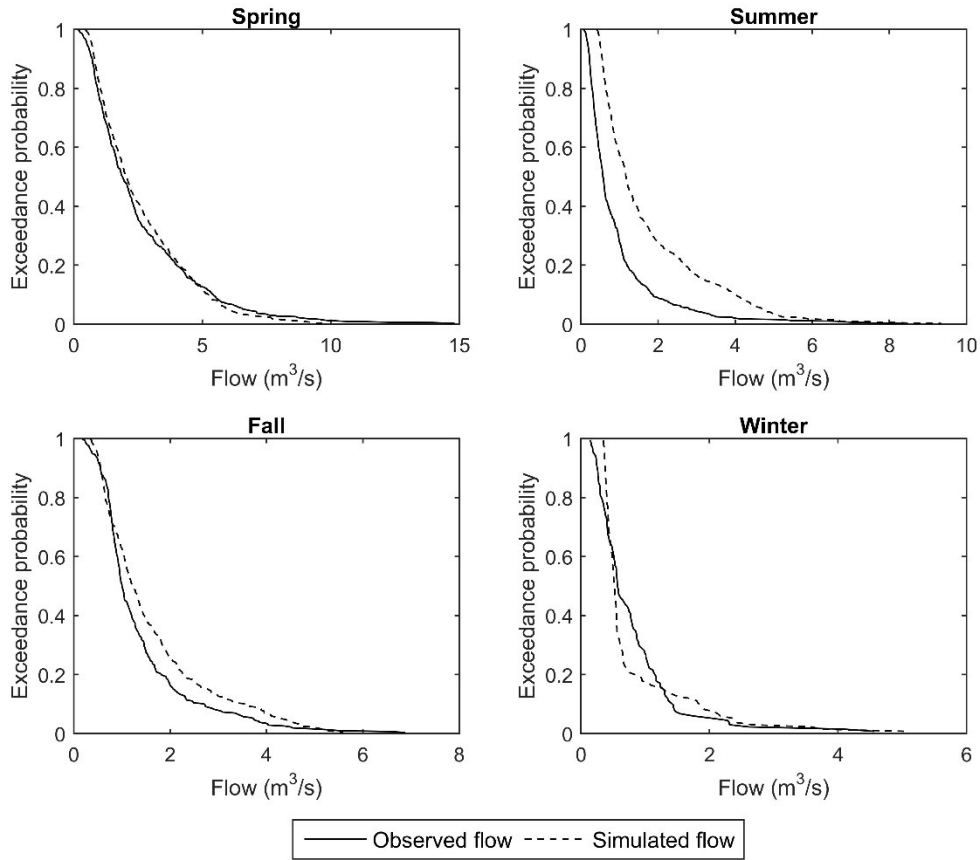 Spring
1
0.8
0.6
0.4
0.2
0
Exceedance probability
0 5 10 15
Flow (m³/s)
Summer
1
0.8
0.6
0.4
0.2
0
Exceedance probability
0 2 4 6 8 10
Flow (m³/s)
Fall
1
0.8
0.6
0.4
0.2
0
Exceedance probability
0 2 4 6 8
Flow (m³/s)
Winter
1
0.8
0.6
0.4
0.2
0
Exceedance probability
0 2 4 6
Flow (m³/s)
Observed flow Simulated flow